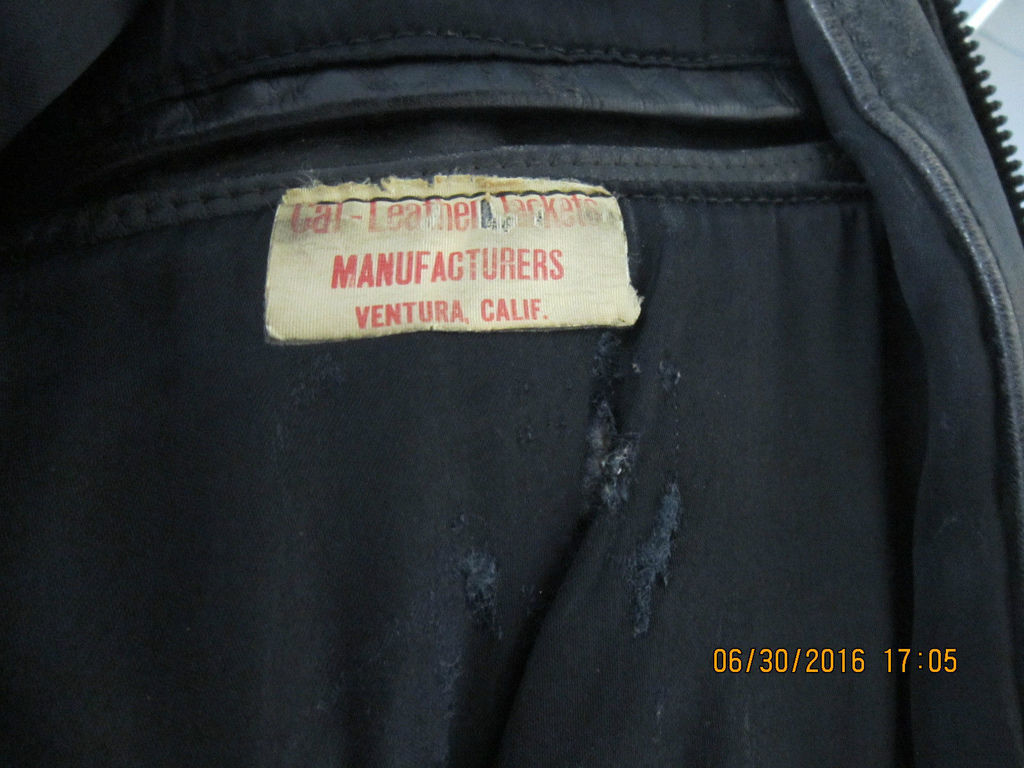 Cal-Leather Jackets
MANUFACTURERS
VENTURA, CALIF.
06/30/2016 17:05